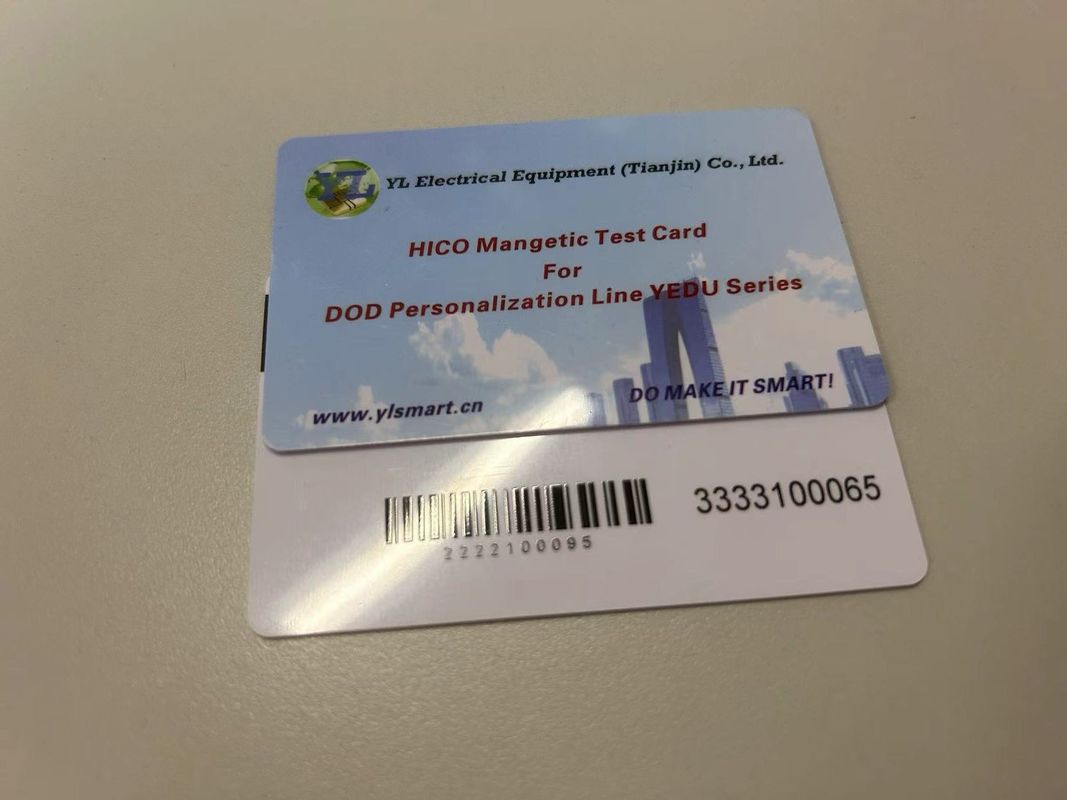 YL
YL Electrical Equipment (Tianjin) Co., Ltd.
HICO Mangetic Test Card
For
DOD Personalization Line YEDU Series
www.ylsmart.cn
DO MAKE IT SMART!
3333100065
2222100095